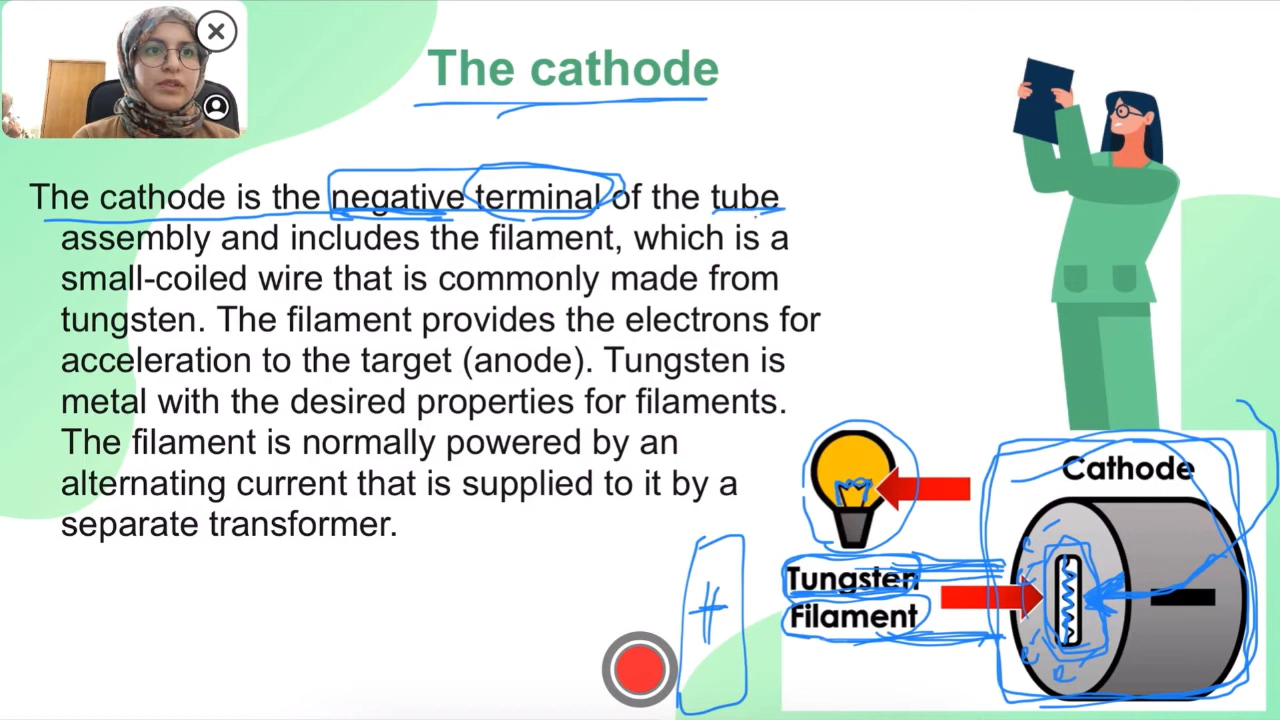 The cathode
The cathode is the negative terminal of the tube
assembly and includes the filament, which is a
small-coiled wire that is commonly made from
tungsten. The filament provides the electrons for
acceleration to the target (anode). Tungsten is
metal with the desired properties for filaments.
The filament is normally powered by an
alternating current that is supplied to it by a
separate transformer.
Cathode
Tungsten
Filament
+
e
e
e